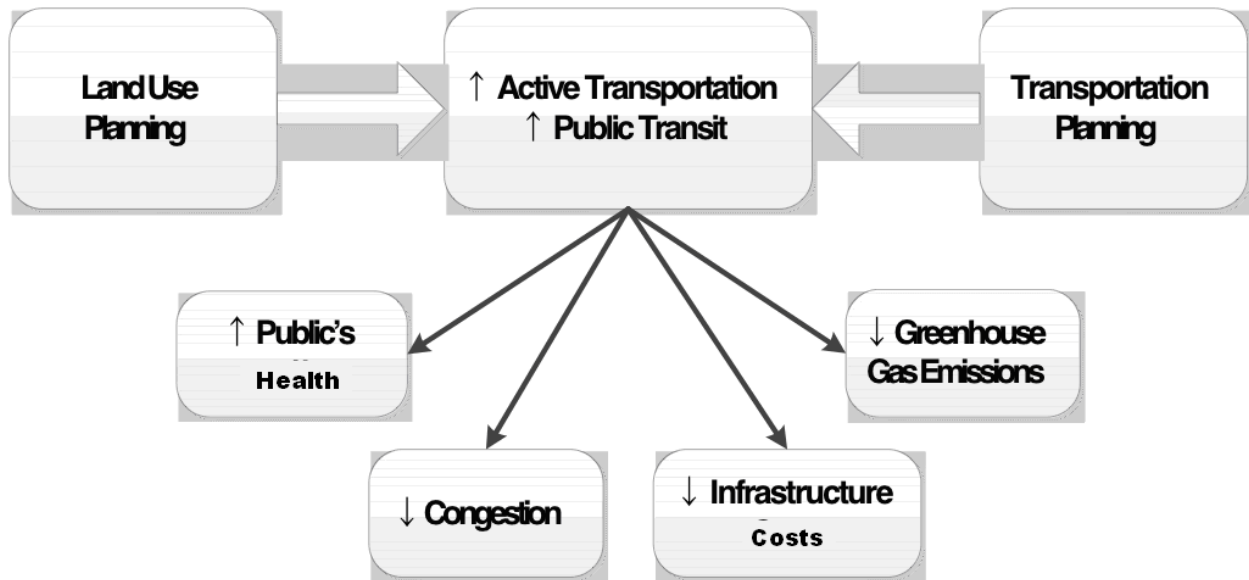 Land Use
Planning
↑ Active Transportation
↑ Public Transit
Transportation
Planning
↑ Public's
Health
↓ Congestion
↓ Infrastructure
Costs
↓ Greenhouse
Gas Emissions